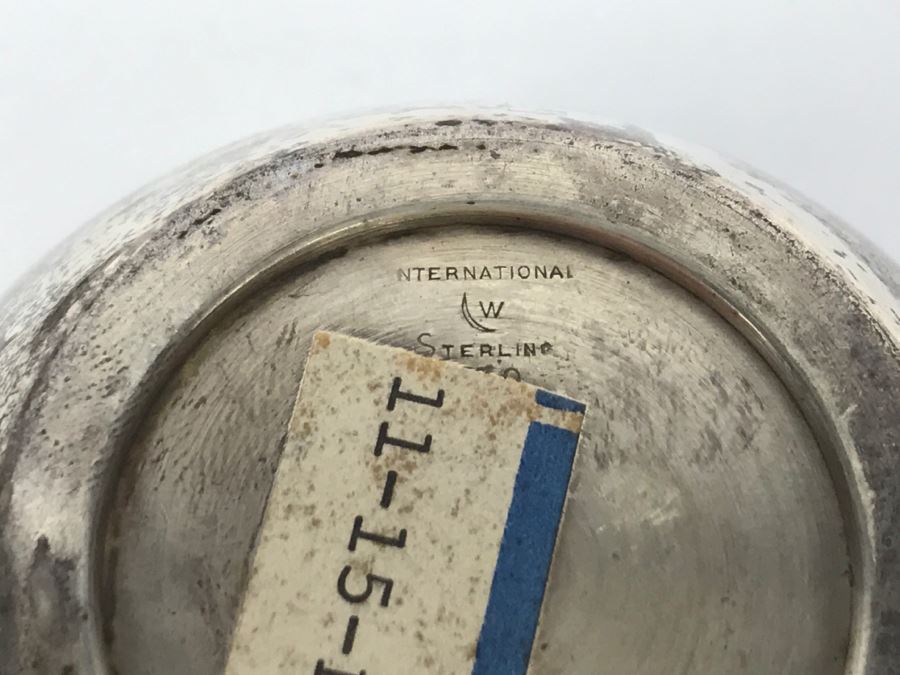 NTERNATIONAL
W
STERLING
11-15-